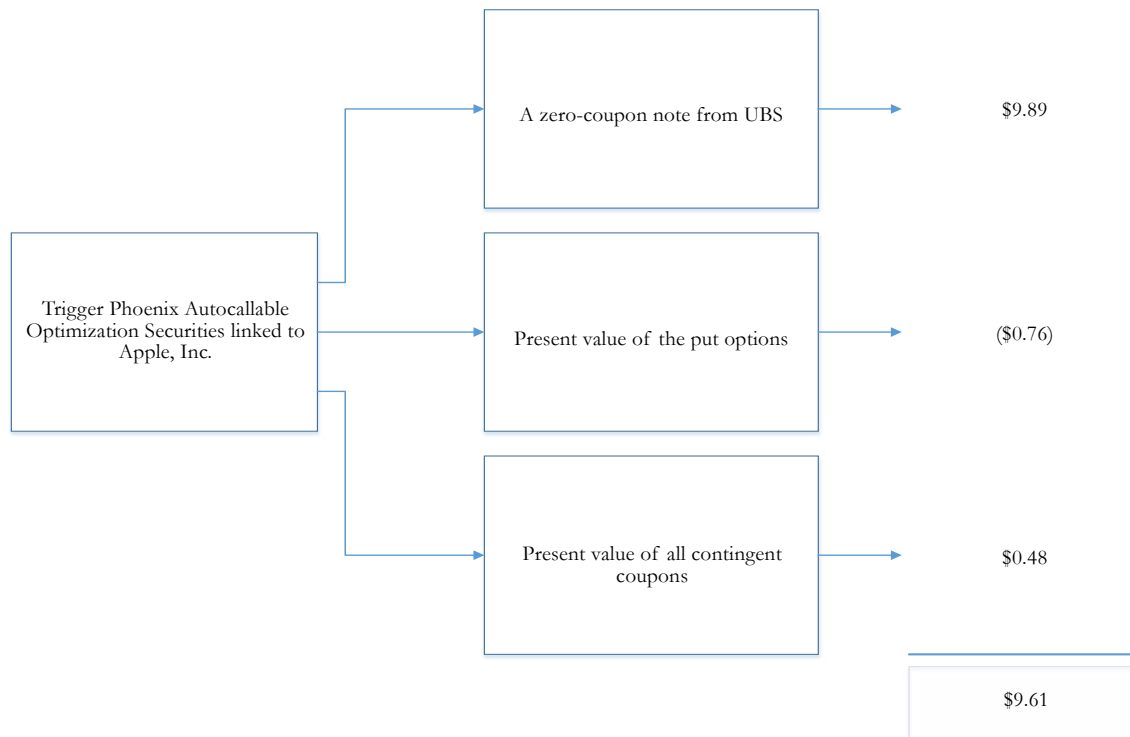 A zero-coupon note from UBS
$9.89
Trigger Phoenix Autocallable
Optimization Securities linked to
Apple, Inc.
Present value of the put options
($0.76)
Present value of all contingent
coupons
$0.48
$9.61